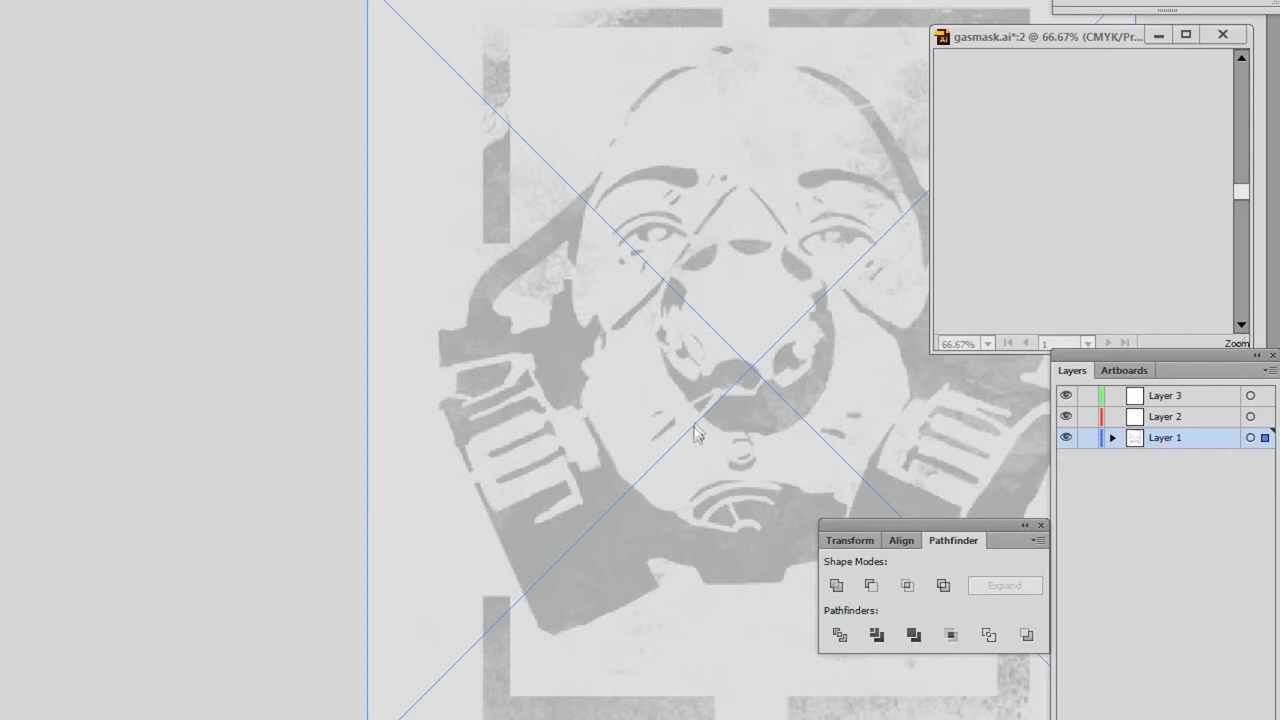 gasmask.ai*:2 @ 66.67% (CMYK/Pr...
66.67%
1
Zoom
Layers
Artboards
Layer 3
Layer 2
Layer 1
Transform
Align
Pathfinder
Shape Modes:
Expand
Pathfinders: